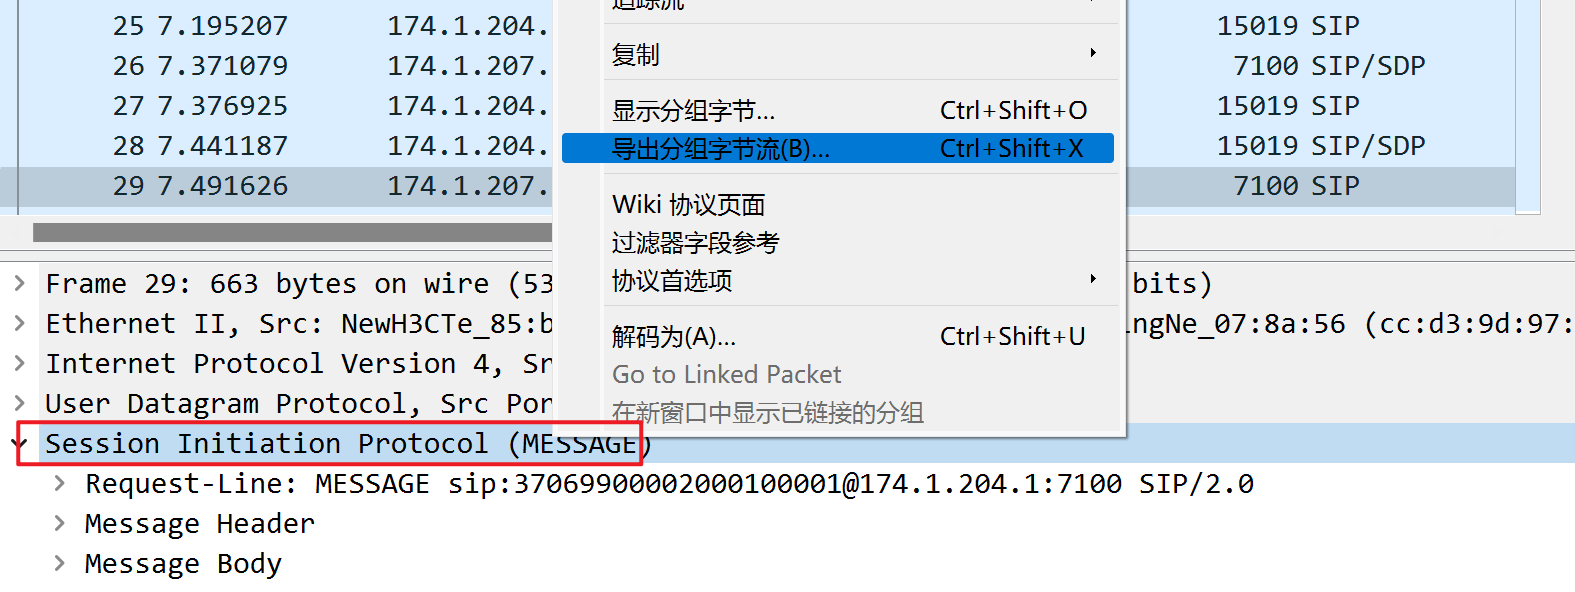 追踪流
25 7.195207 174.1.204. 15019 SIP
复制
26 7.371079 174.1.207. 7100 SIP/SDP
27 7.376925 174.1.204. 15019 SIP
显示分组字节... Ctrl+Shift+O
28 7.441187 174.1.204. 15019 SIP/SDP
导出分组字节流(B)... Ctrl+Shift+X
29 7.491626 174.1.207. 7100 SIP
Wiki 协议页面
过滤器字段参考
协议首选项
解码为(A)... Ctrl+Shift+U
Go to Linked Packet
在新窗口中显示已链接的分组
Frame 29: 663 bytes on wire (53 bits)
Ethernet II, Src: NewH3CTe_85:b ingNe_07:8a:56 (cc:d3:9d:97:
Internet Protocol Version 4, Sr
User Datagram Protocol, Src Por
Session Initiation Protocol (MESSAGE)
Request-Line: MESSAGE sip:37069900002000100001@174.1.204.1:7100 SIP/2.0
Message Header
Message Body